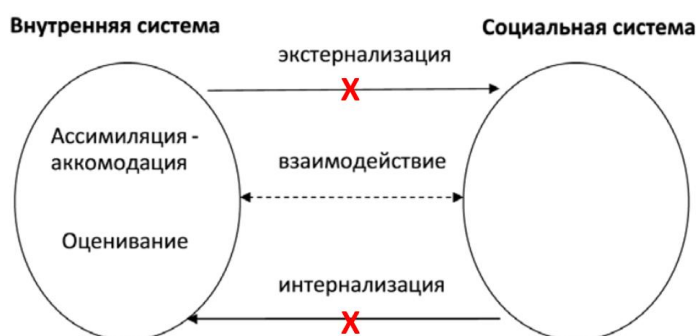 Внутренняя система
Социальная система
экстернализация
X
Ассимиляция -
аккомодация
взаимодействие
Оценивание
интернализация
X